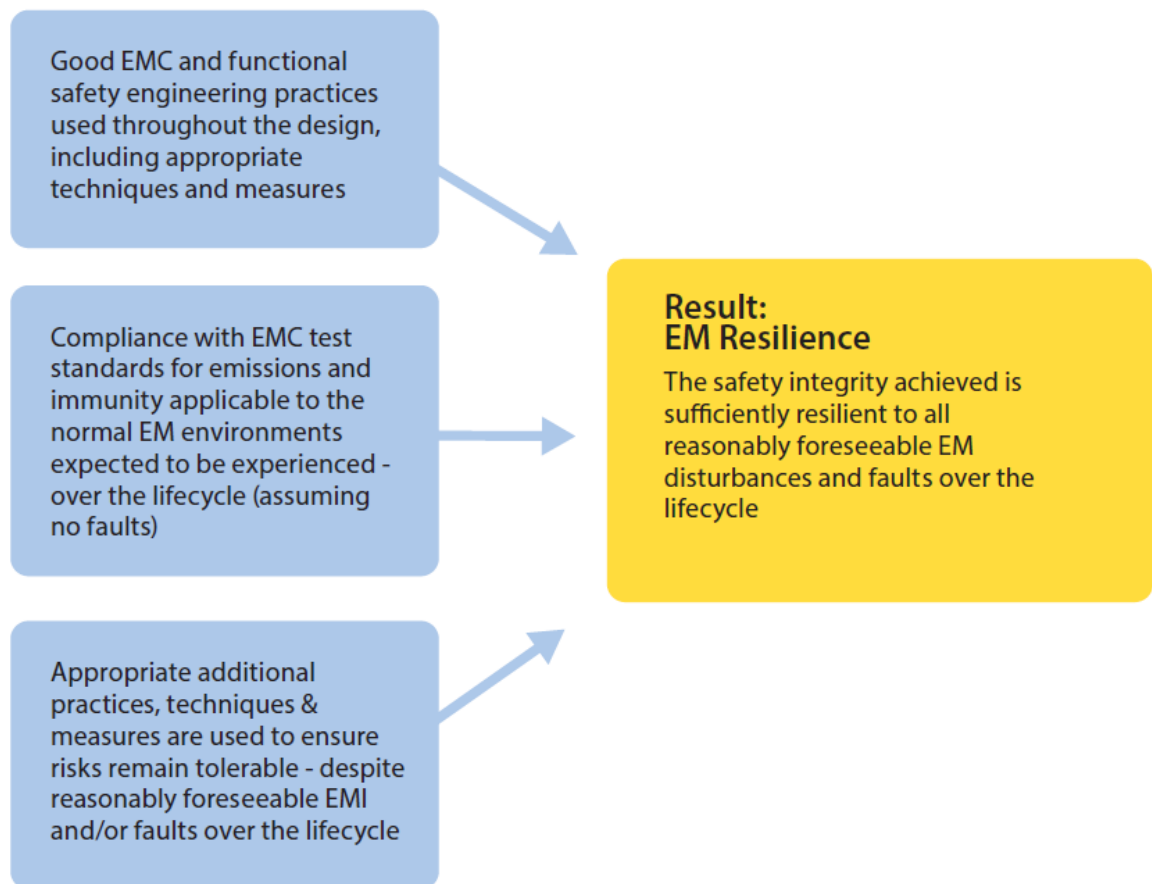 Good EMC and functional
safety engineering practices
used throughout the design,
including appropriate
techniques and measures
Compliance with EMC test
standards for emissions and
immunity applicable to the
normal EM environments
expected to be experienced -
over the lifecycle (assuming
no faults)
Appropriate additional
practices, techniques &
measures are used to ensure
risks remain tolerable - despite
reasonably foreseeable EMI
and/or faults over the lifecycle
Result:
EM Resilience
The safety integrity achieved is
sufficiently resilient to all
reasonably foreseeable EM
disturbances and faults over the
lifecycle